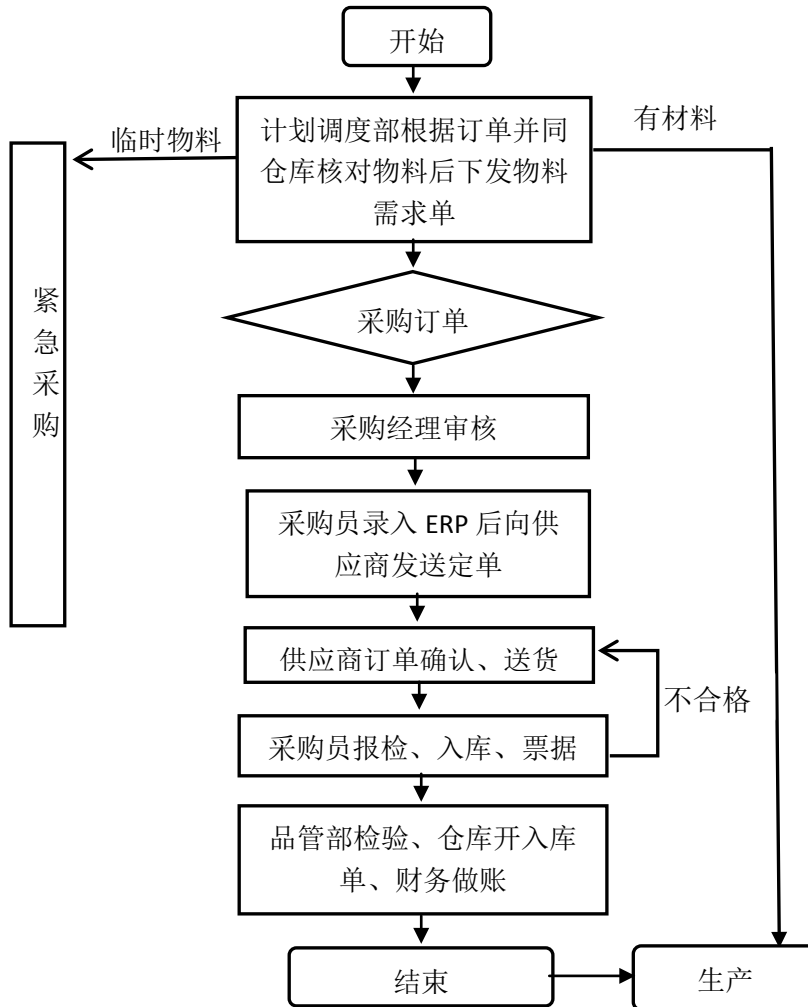 开始
计划调度部根据订单并同
仓库核对物料后下发物料
需求单
临时物料
有材料
紧急采购
采购订单
采购经理审核
采购员录入 ERP 后向供
应商发送定单
供应商订单确认、送货
不合格
采购员报检、入库、票据
品管部检验、仓库开入库
单、财务做账
结束
生产